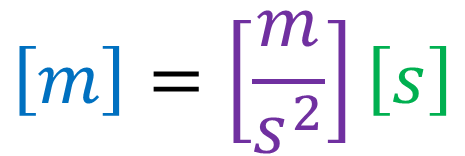 [m] = [m/s²] [s]